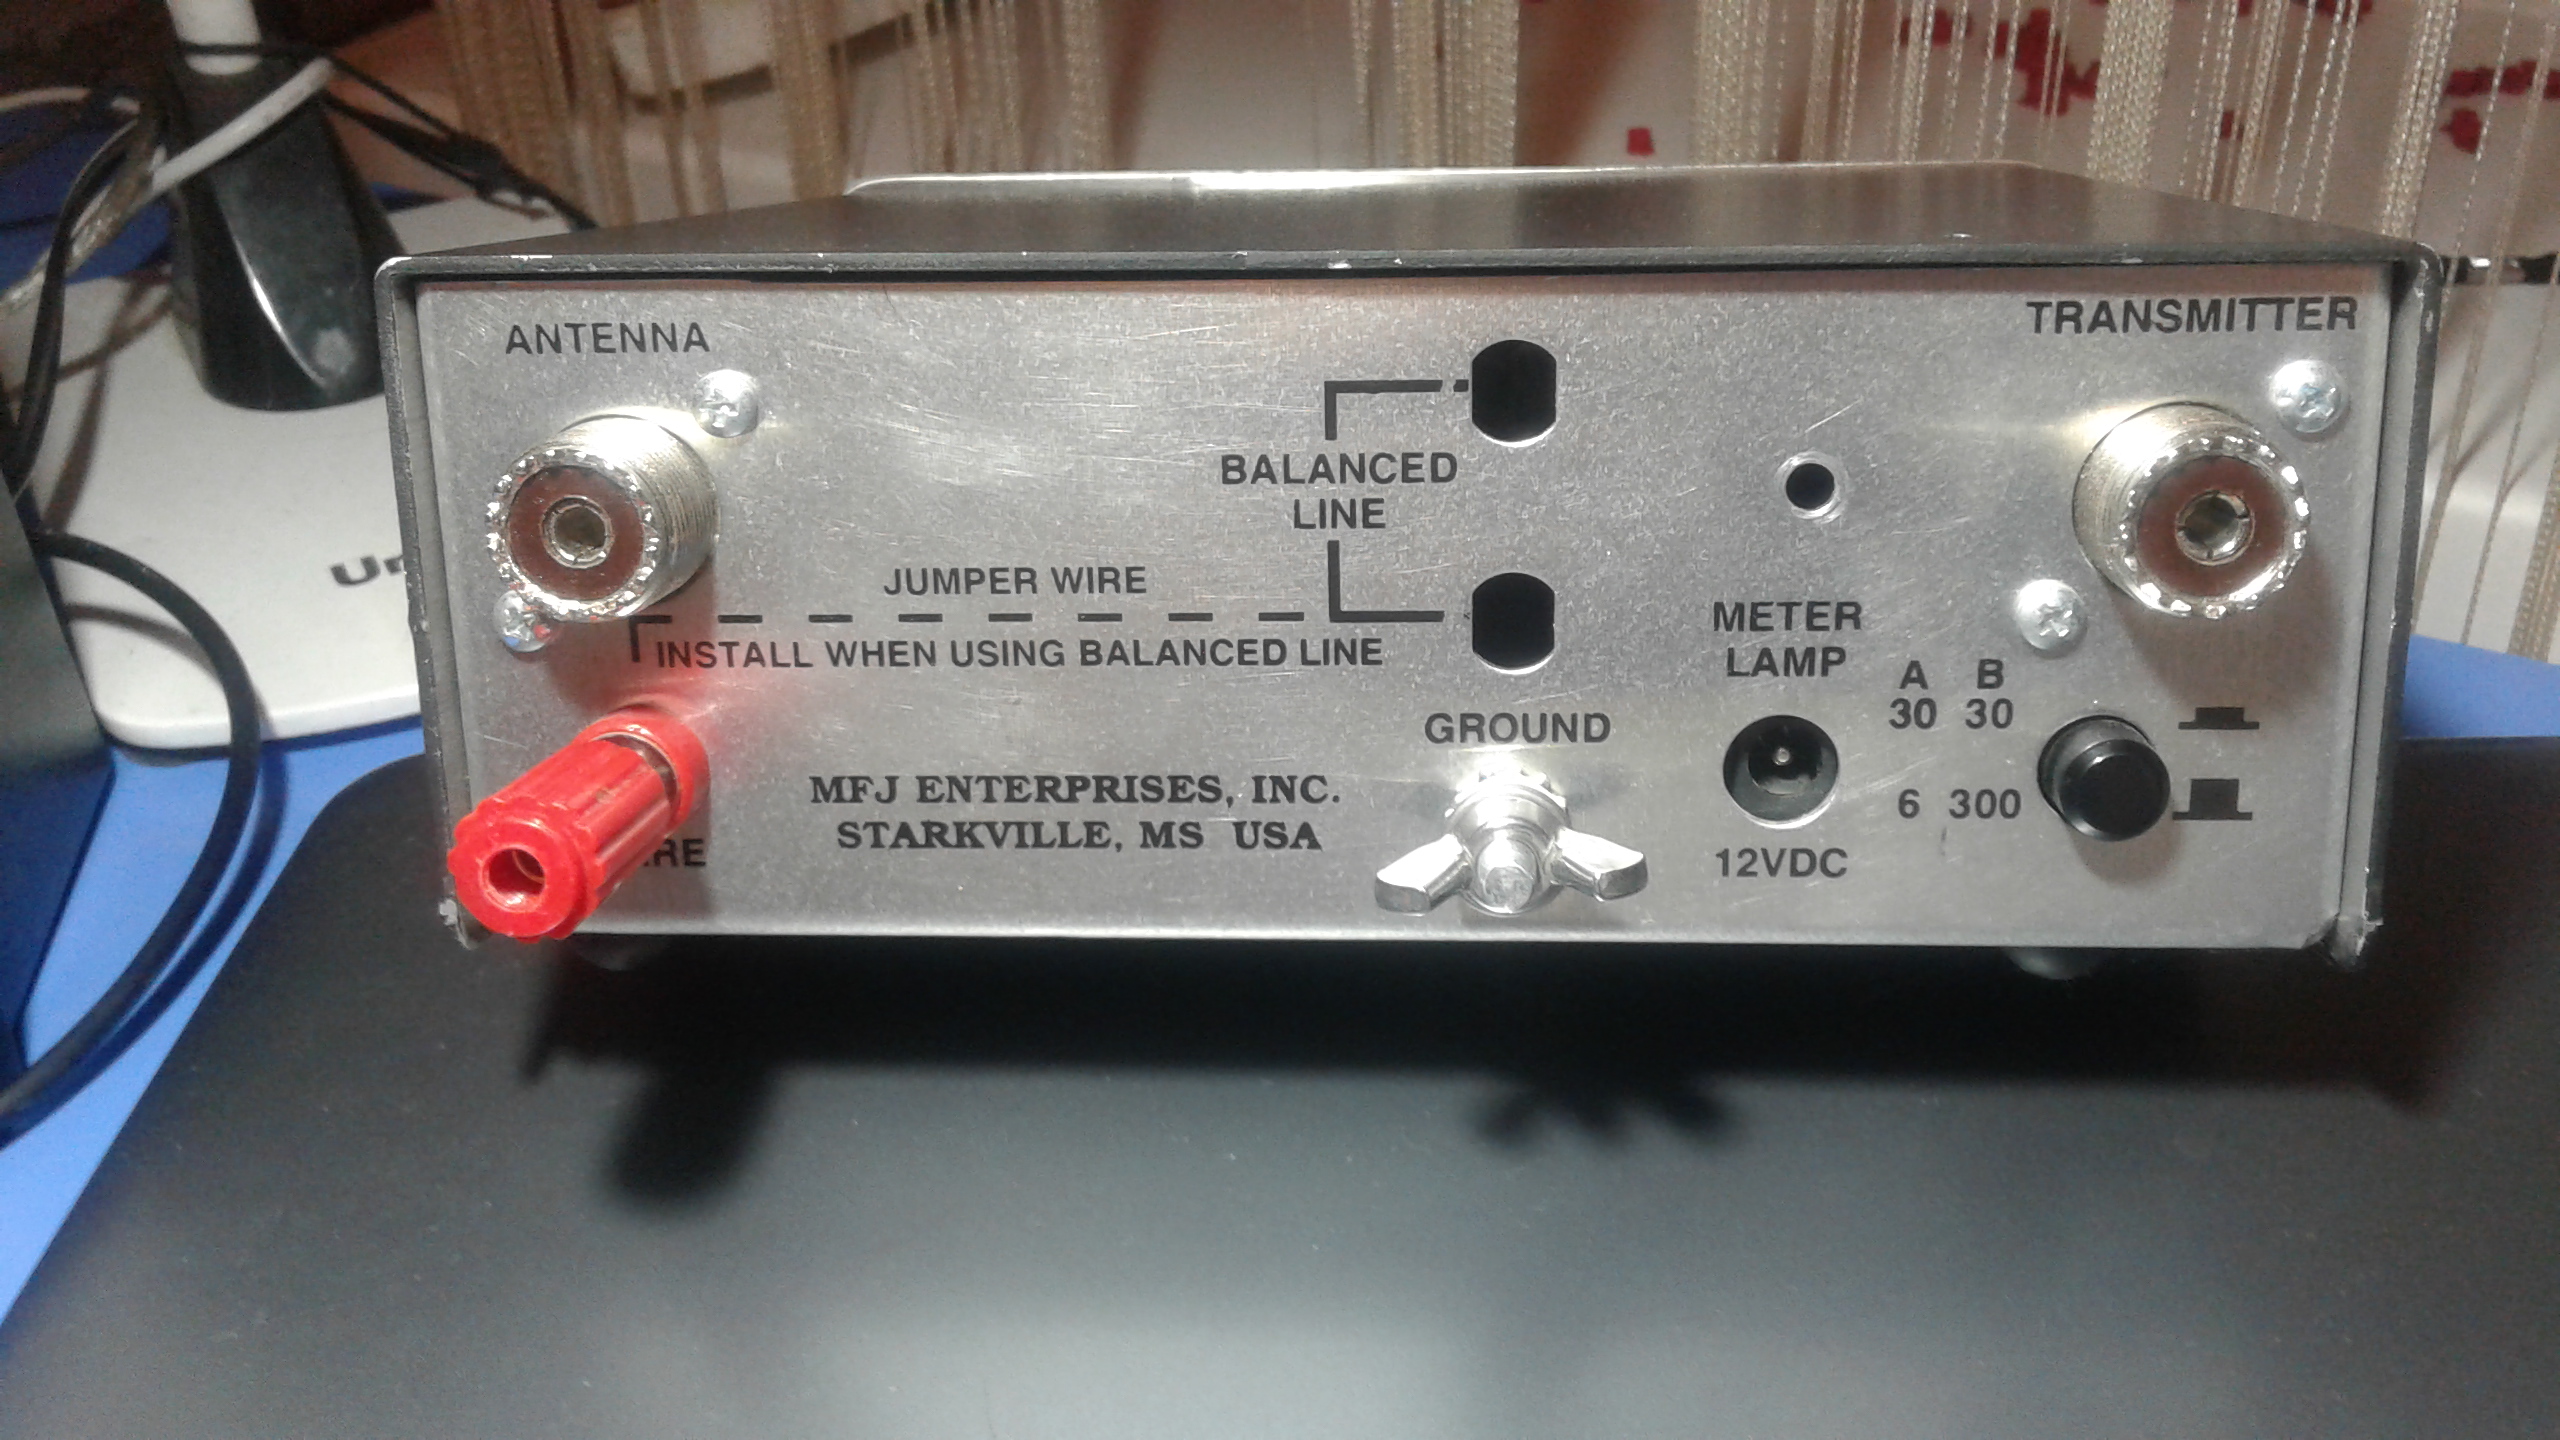 ANTENNA
TRANSMITTER
BALANCED
LINE
JUMPER WIRE
INSTALL WHEN USING BALANCED LINE
METER
LAMP
A B
30 30
GROUND
MFJ ENTERPRISES, INC.
STARKVILLE, MS USA
6 300
12VDC